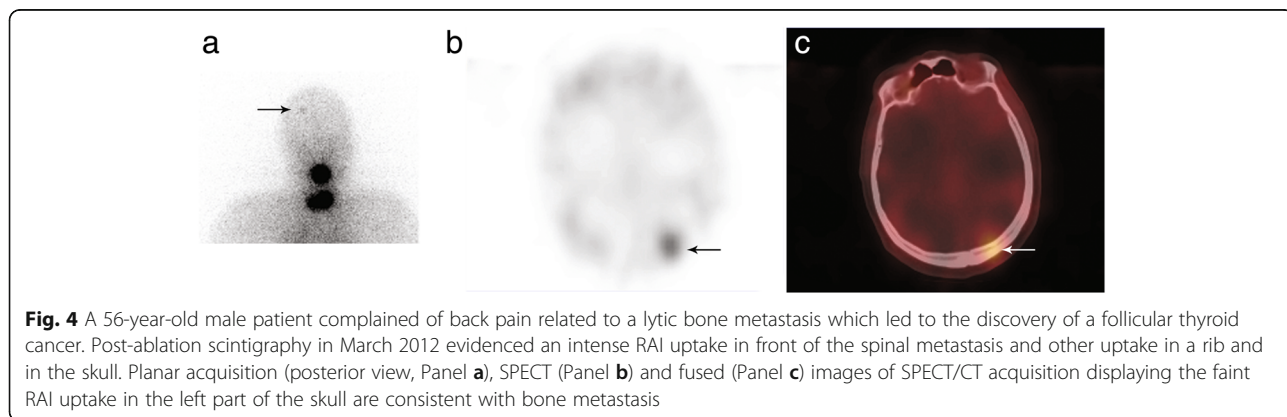 a
b
c
Fig. 4 A 56-year-old male patient complained of back pain related to a lytic bone metastasis which led to the discovery of a follicular thyroid
cancer. Post-ablation scintigraphy in March 2012 evidenced an intense RAI uptake in front of the spinal metastasis and other uptake in a rib and
in the skull. Planar acquisition (posterior view, Panel a), SPECT (Panel b) and fused (Panel c) images of SPECT/CT acquisition displaying the faint
RAI uptake in the left part of the skull are consistent with bone metastasis